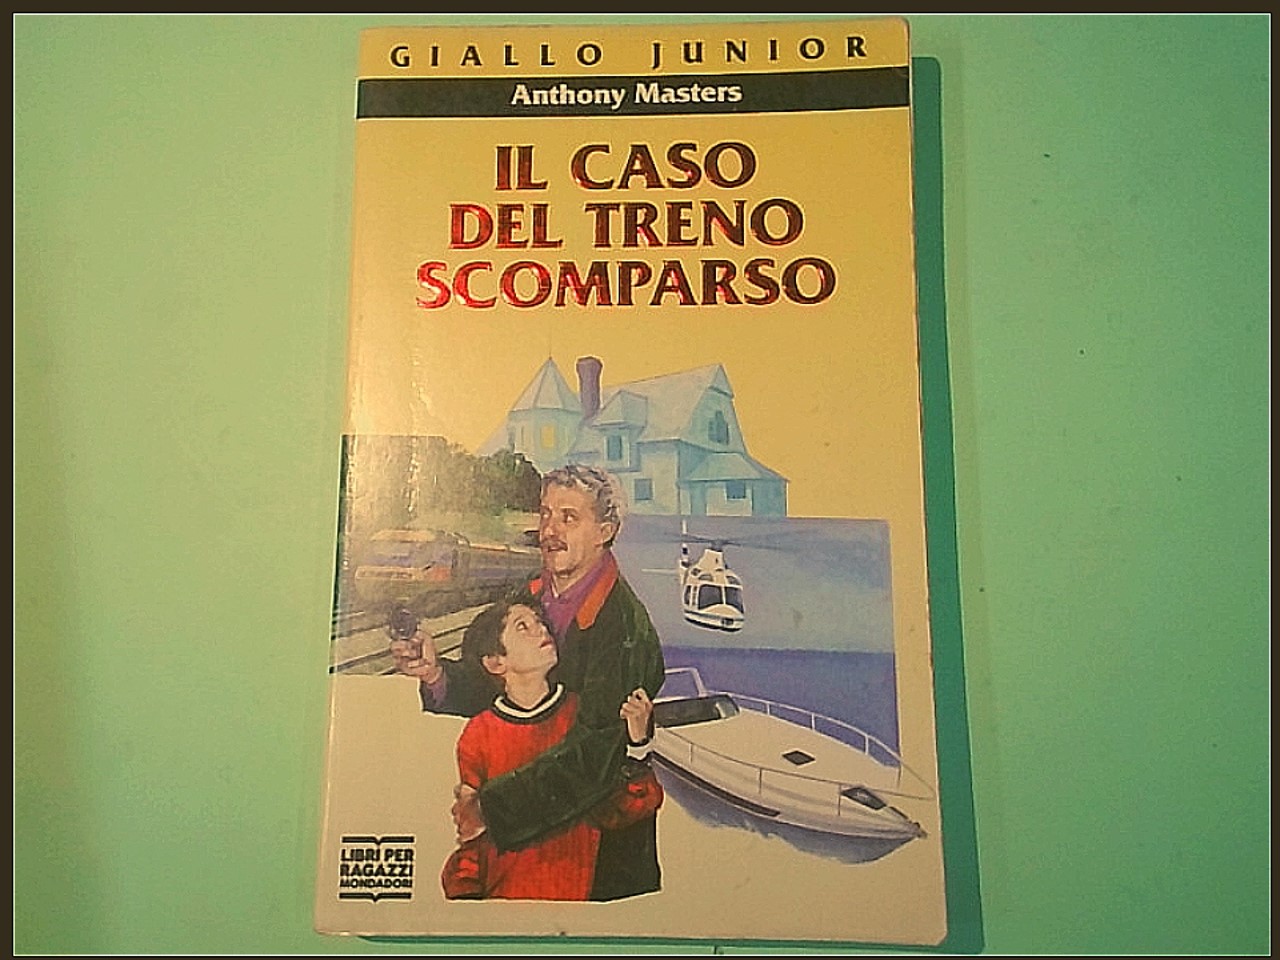 GIALLO JUNIOR
Anthony Masters
IL CASO
DEL TRENO
SCOMPARSO
LIBRI PER
RAGAZZI
MONDADORI